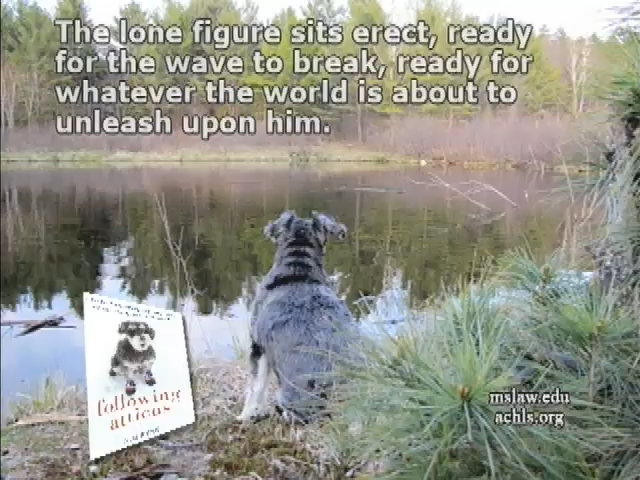 The lone figure sits erect, ready
for the wave to break, ready for
whatever the world is about to
unleash upon him.
following
atticus
mslaw.edu
achls.org